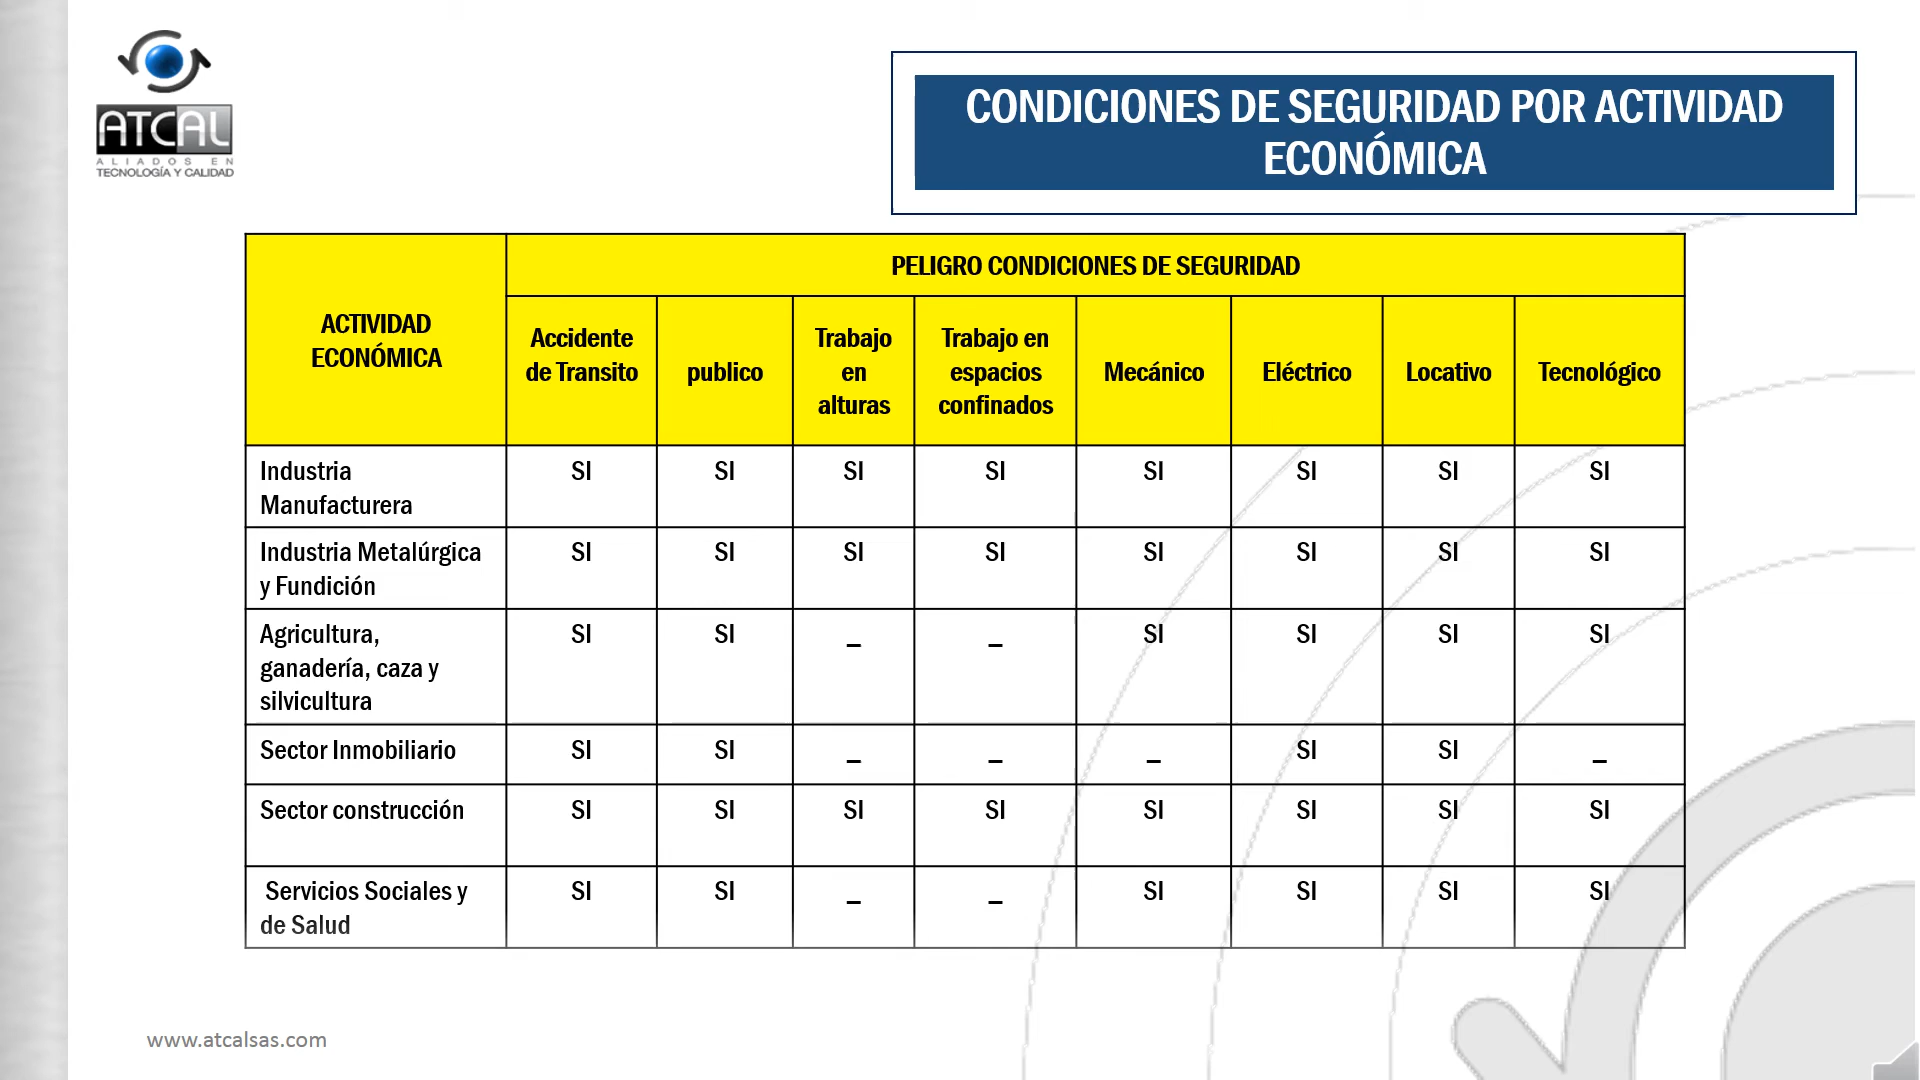 ATCAL
ALIADOS EN
TECNOLOGÍA Y CALIDAD
CONDICIONES DE SEGURIDAD POR ACTIVIDAD
ECONÓMICA
ACTIVIDAD
ECONÓMICA
PELIGRO CONDICIONES DE SEGURIDAD
Accidente
de Transito
publico
Trabajo
en
alturas
Trabajo en
espacios
confinados
Mecánico
Eléctrico
Locativo
Tecnológico
Industria
Manufacturera
SI SI SI SI SI SI SI SI
Industria Metalúrgica
y Fundición
SI SI SI SI SI SI SI SI
Agricultura,
ganadería, caza y
silvicultura
SI SI _ _ SI SI SI SI
Sector Inmobiliario SI SI _ _ _ SI SI _
Sector construcción SI SI SI SI SI SI SI SI
Servicios Sociales y
de Salud
SI SI _ _ SI SI SI SI
www.atcalsas.com